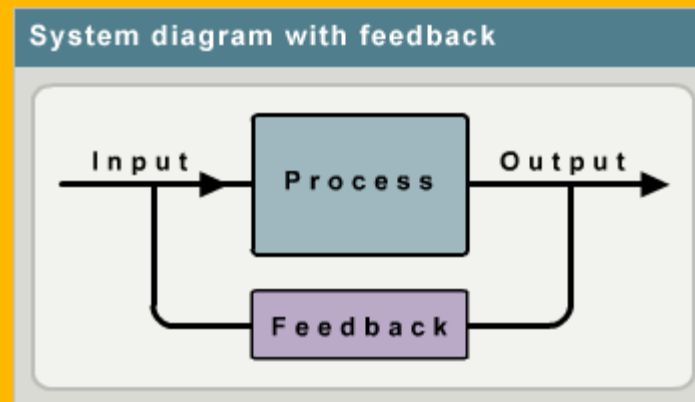 System diagram with feedback
Input
Process
Output
Feedback